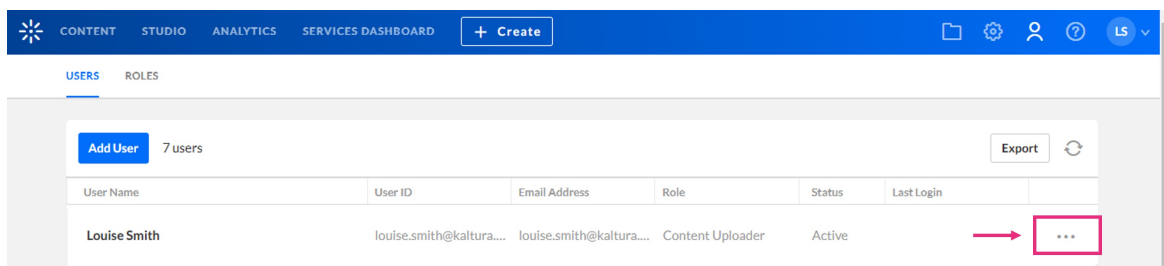 CONTENT STUDIO ANALYTICS SERVICES DASHBOARD + Create ? LS
USERS ROLES
Add User 7 users Export
User Name User ID Email Address Role Status Last Login
Louise Smith louise.smith@kaltura.... louise.smith@kaltura.... Content Uploader Active ...